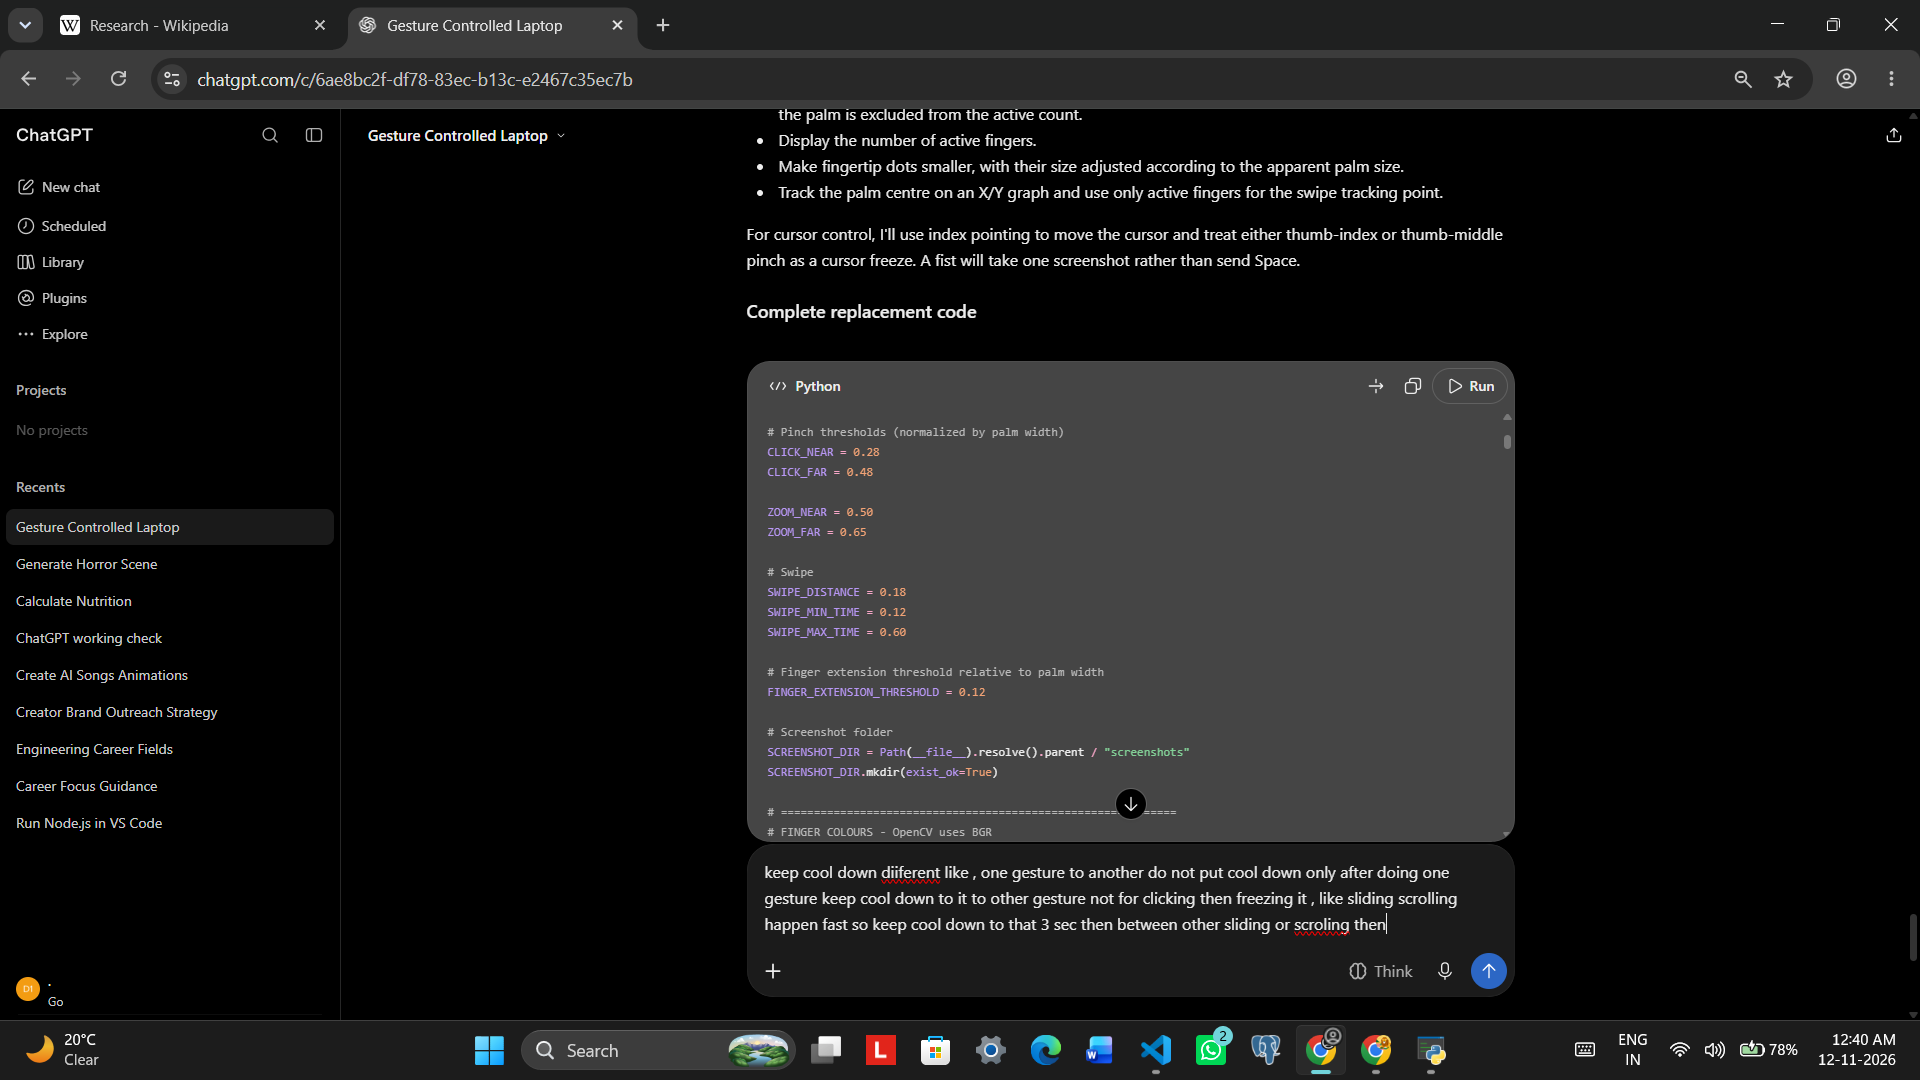 Research - Wikipedia
Gesture Controlled Laptop
chatgpt.com/c/6ae8bc2f-df78-83ec-b13c-e2467c35ec7b
ChatGPT
New chat
Scheduled
Library
Plugins
Explore
Projects
No projects
Recents
Gesture Controlled Laptop
Generate Horror Scene
Calculate Nutrition
ChatGPT working check
Create AI Songs Animations
Creator Brand Outreach Strategy
Engineering Career Fields
Career Focus Guidance
Run Node.js in VS Code
D1
.
Go
Gesture Controlled Laptop
the palm is excluded from the active count.
Display the number of active fingers.
Make fingertip dots smaller, with their size adjusted according to the apparent palm size.
Track the palm centre on an X/Y graph and use only active fingers for the swipe tracking point.
For cursor control, I'll use index pointing to move the cursor and treat either thumb-index or thumb-middle
pinch as a cursor freeze. A fist will take one screenshot rather than send Space.
Complete replacement code
Python
Run
# Pinch thresholds (normalized by palm width)
CLICK_NEAR = 0.28
CLICK_FAR = 0.48
ZOOM_NEAR = 0.50
ZOOM_FAR = 0.65
# Swipe
SWIPE_DISTANCE = 0.18
SWIPE_MIN_TIME = 0.12
SWIPE_MAX_TIME = 0.60
# Finger extension threshold relative to palm width
FINGER_EXTENSION_THRESHOLD = 0.12
# Screenshot folder
SCREENSHOT_DIR = Path(__file__).resolve().parent / "screenshots"
SCREENSHOT_DIR.mkdir(exist_ok=True)
# ============================================================
# FINGER COLOURS - OpenCV uses BGR
keep cool down diiferent like , one gesture to another do not put cool down only after doing one
gesture keep cool down to it to other gesture not for clicking then freezing it , like sliding scrolling
happen fast so keep cool down to that 3 sec then between other sliding or scroling then
Think
20°C
Clear
Search
L
2
ENG
IN
78%
12:40 AM
12-11-2026